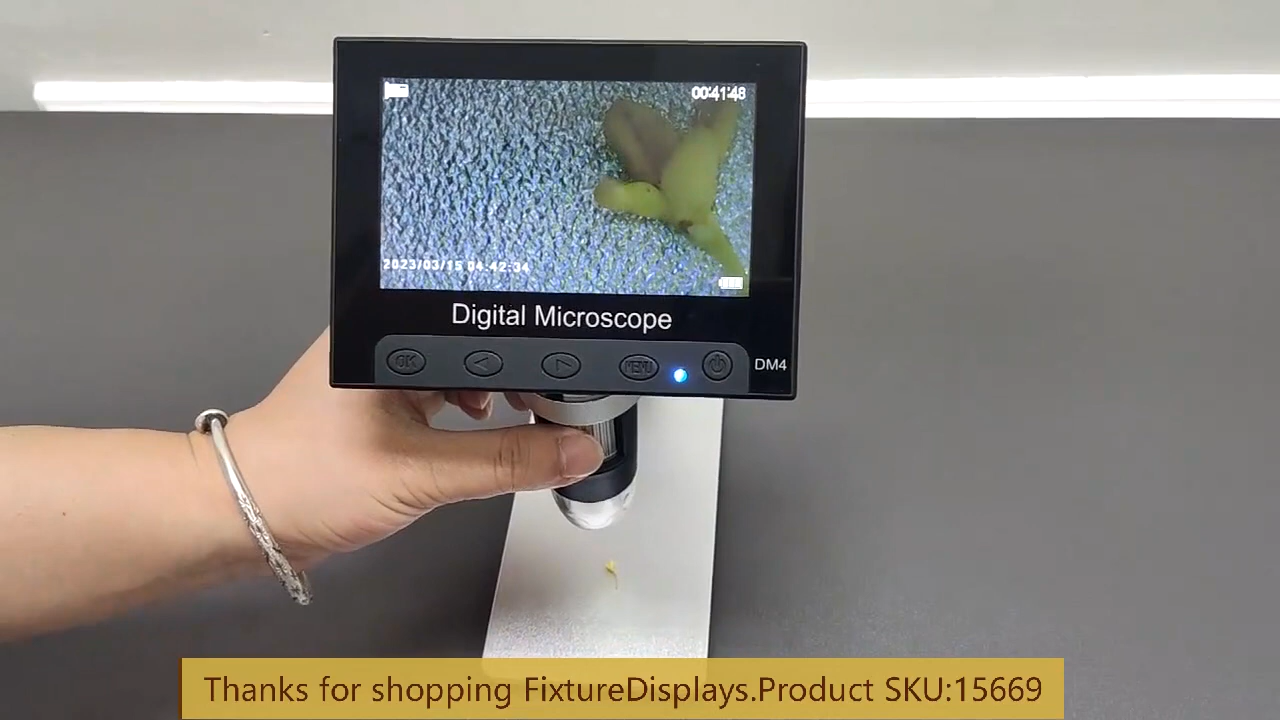 00:41:48
2023/03/15 04:42:34
Digital Microscope
OK < > MENU
DM4
Thanks for shopping FixtureDisplays.Product SKU:15669